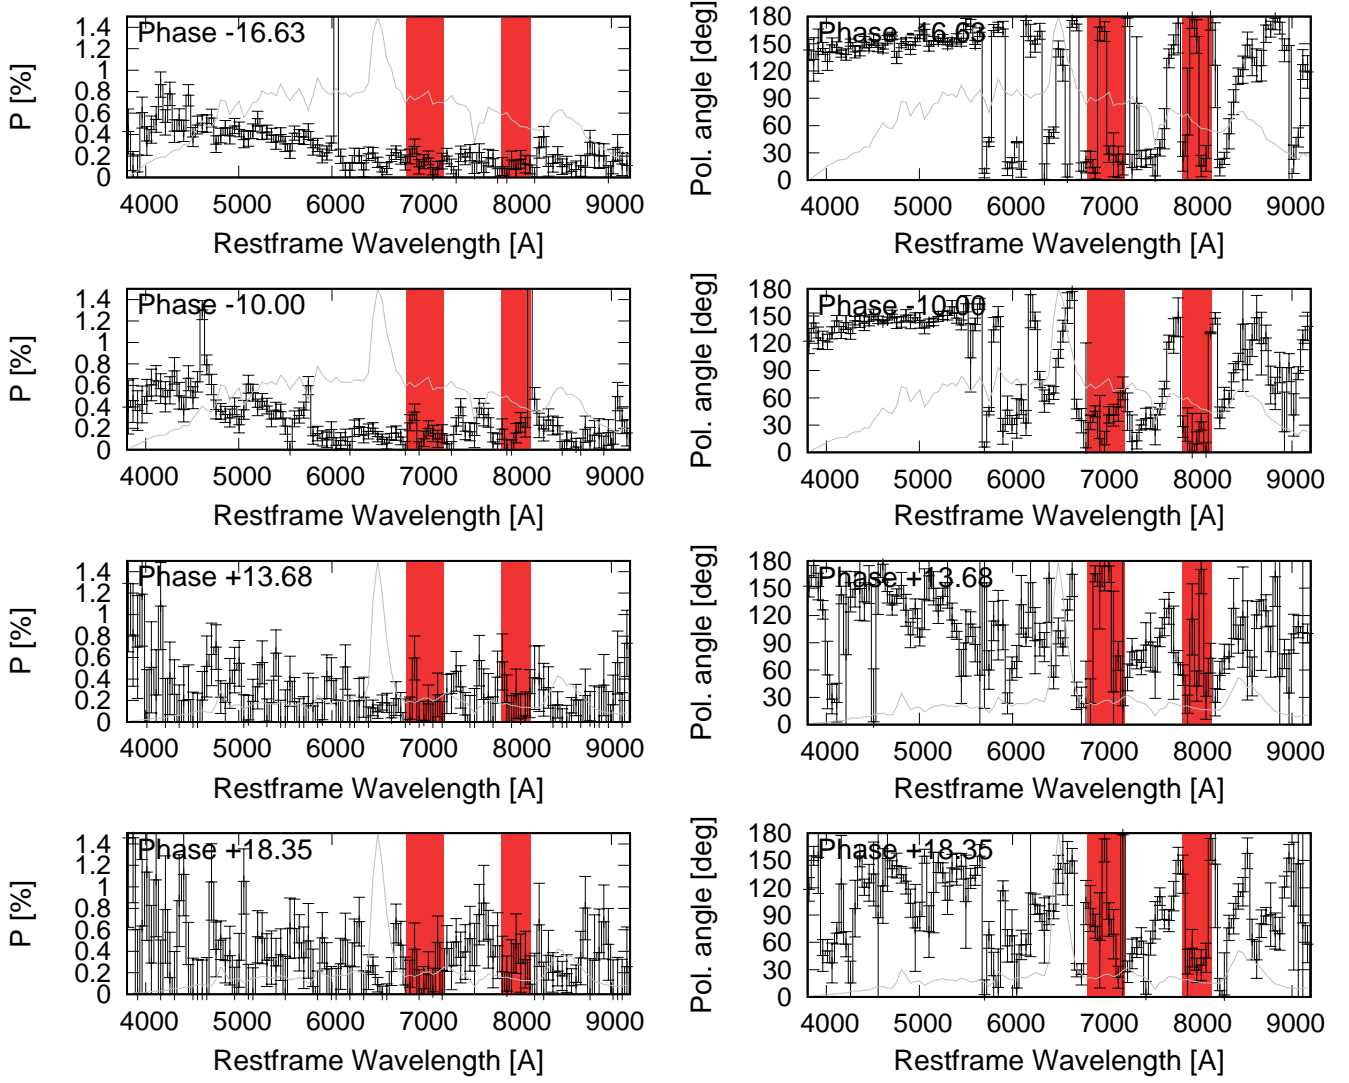 Phase -16.63
P [%]
1.4
1.2
1
0.8
0.6
0.4
0.2
0
4000 5000 6000 7000 8000 9000
Restframe Wavelength [A]
Phase -16.63
Pol. angle [deg]
180
150
120
90
60
30
0
4000 5000 6000 7000 8000 9000
Restframe Wavelength [A]
Phase -10.00
P [%]
1.4
1.2
1
0.8
0.6
0.4
0.2
0
4000 5000 6000 7000 8000 9000
Restframe Wavelength [A]
Phase -10.00
Pol. angle [deg]
180
150
120
90
60
30
0
4000 5000 6000 7000 8000 9000
Restframe Wavelength [A]
Phase +13.68
P [%]
1.4
1.2
1
0.8
0.6
0.4
0.2
0
4000 5000 6000 7000 8000 9000
Restframe Wavelength [A]
Phase +13.68
Pol. angle [deg]
180
150
120
90
60
30
0
4000 5000 6000 7000 8000 9000
Restframe Wavelength [A]
Phase +18.35
P [%]
1.4
1.2
1
0.8
0.6
0.4
0.2
0
4000 5000 6000 7000 8000 9000
Restframe Wavelength [A]
Phase +18.35
Pol. angle [deg]
180
150
120
90
60
30
0
4000 5000 6000 7000 8000 9000
Restframe Wavelength [A]